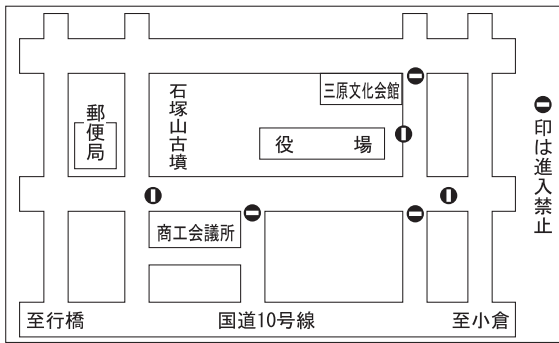 三原文化会館
郵便局
石塚山古墳
役　　場
印は進入禁止
商工会議所
至行橋
国道10号線
至小倉